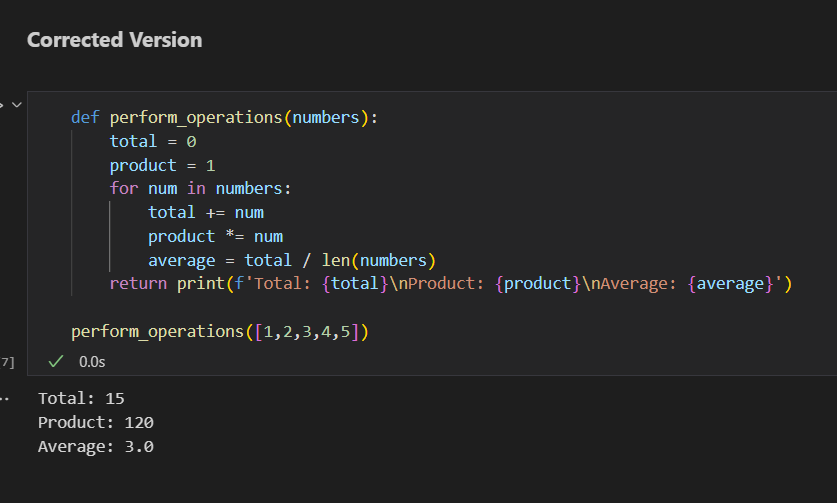 Corrected Version
def perform_operations(numbers):
    total = 0
    product = 1
    for num in numbers:
        total += num
        product *= num
        average = total / len(numbers)
    return print(f'Total: {total}\nProduct: {product}\nAverage: {average}')
perform_operations([1,2,3,4,5])
7] 0.0s
Total: 15
Product: 120
Average: 3.0